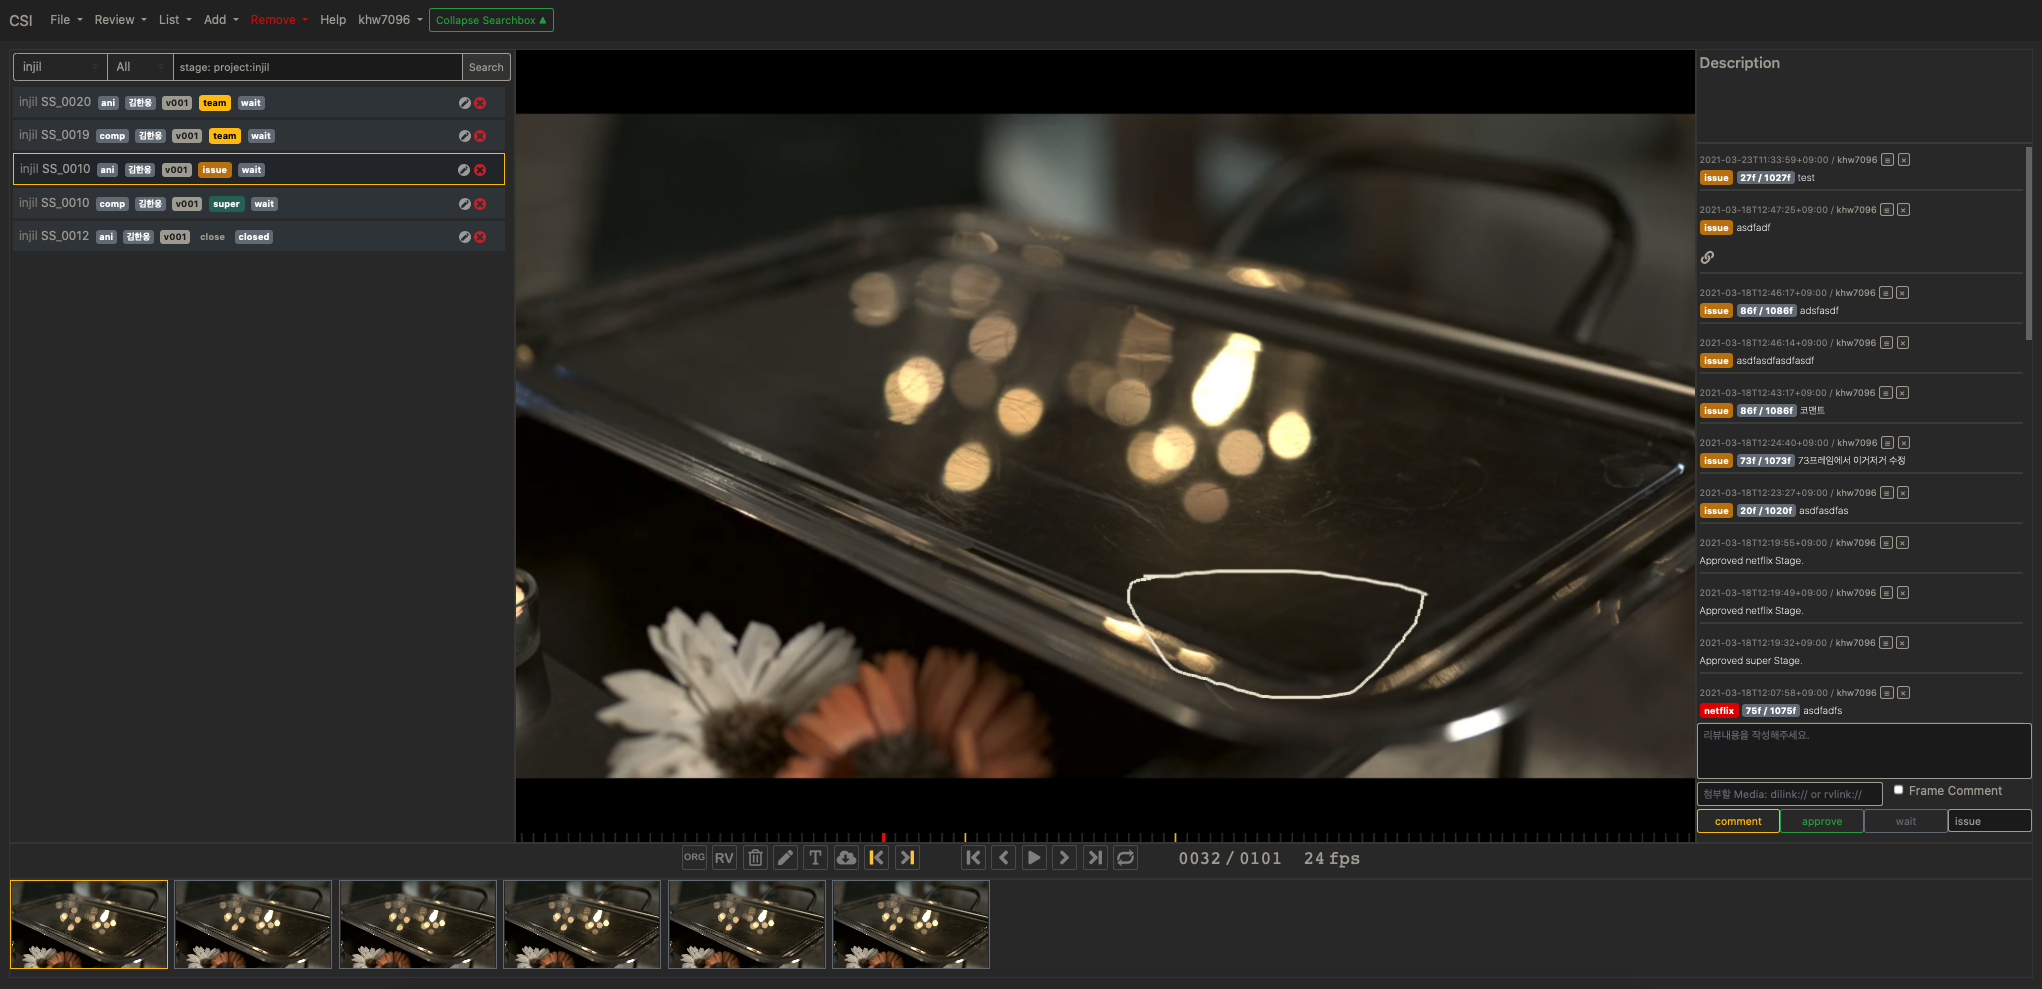 CSI File Review List Add Remove Help khw7096 Collapse Searchbox ▲
injil All stage: project:injil Search
injil SS_0020 ani 김한웅 v001 team wait
injil SS_0019 comp 김한웅 v001 team wait
injil SS_0010 ani 김한웅 v001 issue wait
injil SS_0010 comp 김한웅 v001 super wait
injil SS_0012 ani 김한웅 v001 close closed
Description
2021-03-23T11:33:59+09:00 / khw7096
issue 27f / 1027f test
2021-03-18T12:47:25+09:00 / khw7096
issue asdfadf
2021-03-18T12:46:17+09:00 / khw7096
issue 86f / 1086f adsfasdf
2021-03-18T12:46:14+09:00 / khw7096
issue asdfasdfasdfasdf
2021-03-18T12:43:17+09:00 / khw7096
issue 86f / 1086f 코맨트
2021-03-18T12:24:40+09:00 / khw7096
issue 73f / 1073f 73프레임에서 이거저거 수정
2021-03-18T12:23:27+09:00 / khw7096
issue 20f / 1020f asdfasdfas
2021-03-18T12:19:55+09:00 / khw7096
Approved netflix Stage.
2021-03-18T12:19:49+09:00 / khw7096
Approved netflix Stage.
2021-03-18T12:19:32+09:00 / khw7096
Approved super Stage.
2021-03-18T12:07:58+09:00 / khw7096
netflix 75f / 1075f asdfadfs
리뷰내용을 작성해주세요.
첨부할 Media: dilink:// or rvlink:// Frame Comment
comment approve wait issue
ORG RV T 0032 / 0101 24 fps